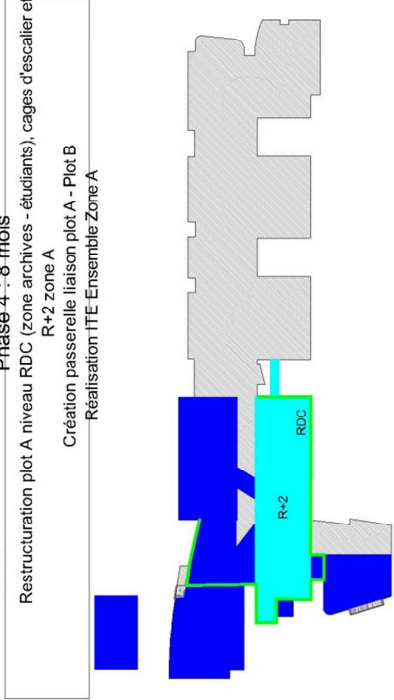 Phase 4 : 8 mois
Restructuration plot A niveau RDC (zone archives - étudiants), cages d'escalier et
R+2 zone A
Création passerelle liaison plot A - Plot B
Réalisation ITE Ensemble Zone A
RDC
R+2